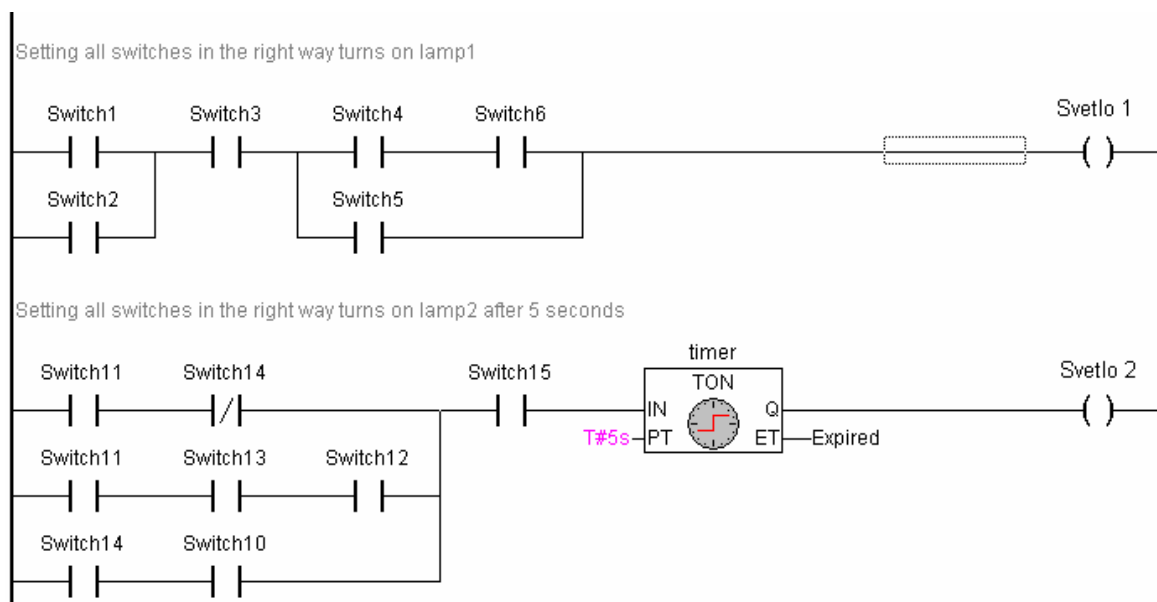 Setting all switches in the right way turns on lamp1
Switch1 Switch3 Switch4 Switch6 Svetlo 1
Switch2 Switch5
Setting all switches in the right way turns on lamp2 after 5 seconds
timer
Switch11 Switch14 Switch15 TON Svetlo 2
IN Q
T#5s PT ET Expired
Switch11 Switch13 Switch12
Switch14 Switch10